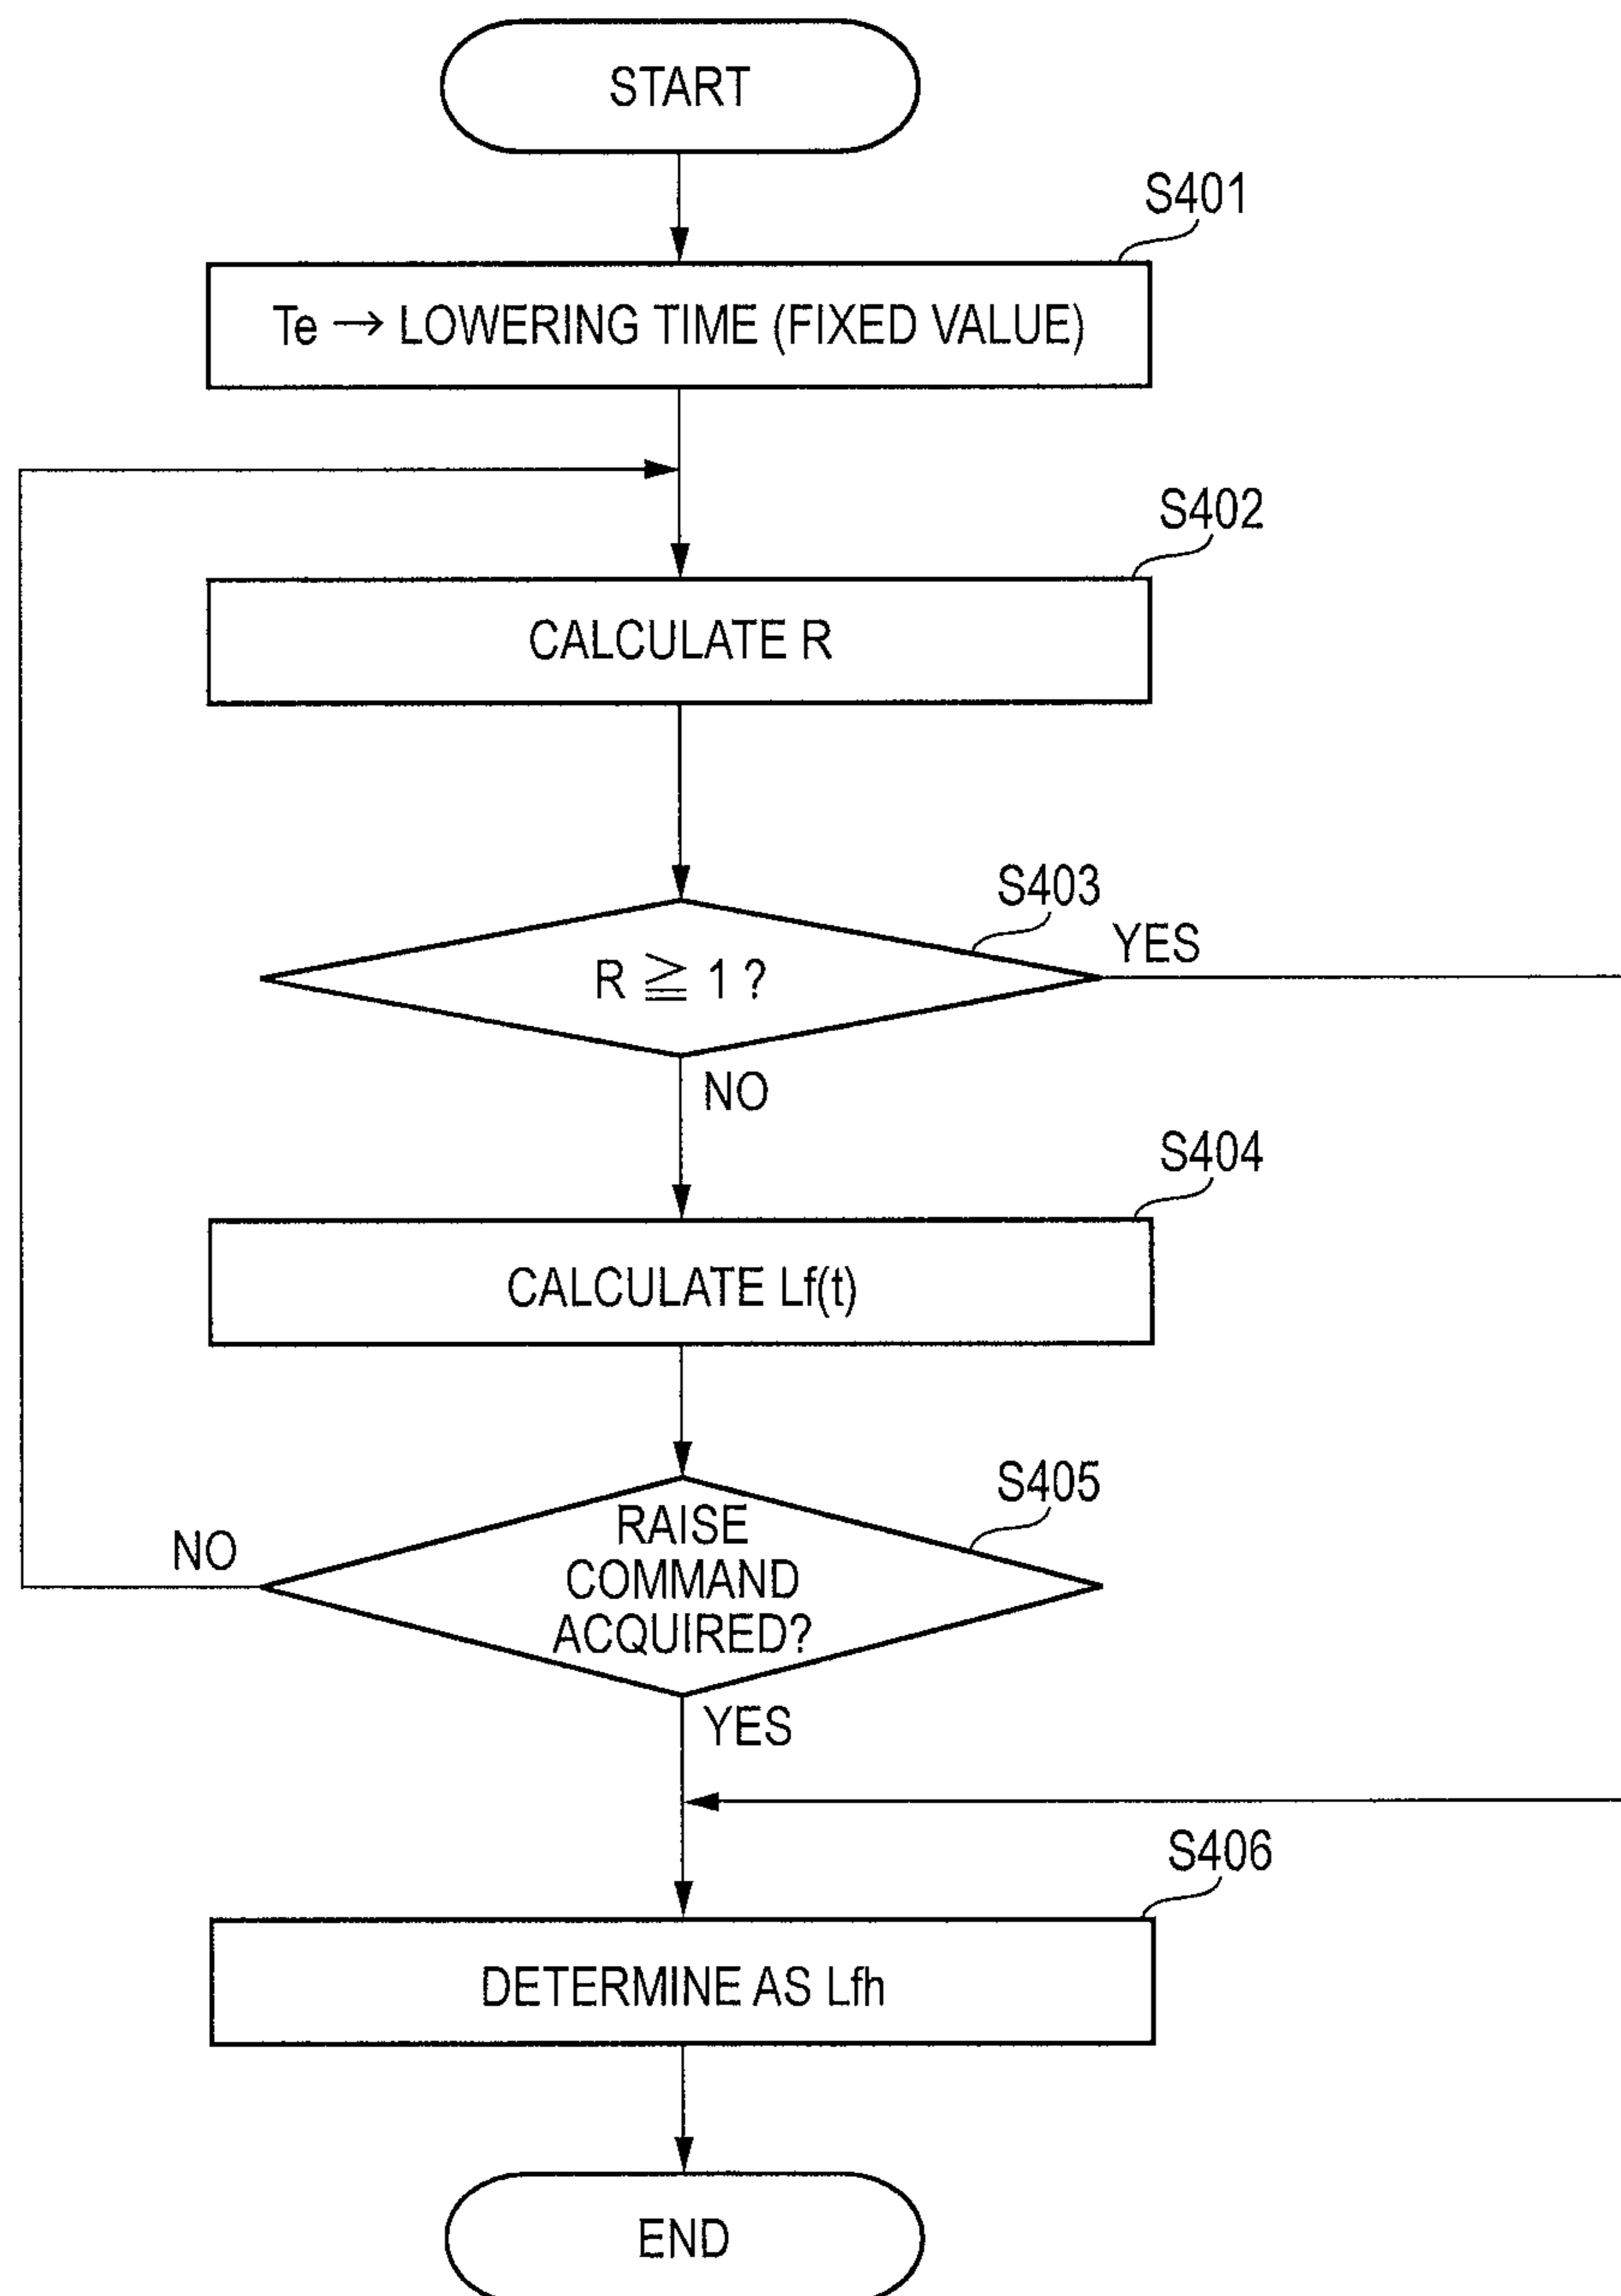 START
S401
Te → LOWERING TIME (FIXED VALUE)
S402
CALCULATE R
S403
R ≧ 1 ?
YES
NO
S404
CALCULATE Lf(t)
S405
RAISE
COMMAND
ACQUIRED?
NO
YES
S406
DETERMINE AS Lfh
END